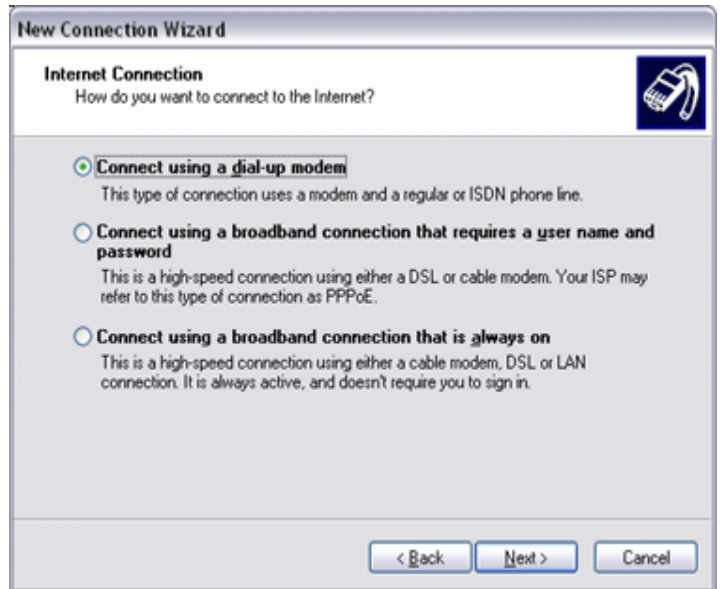 New Connection Wizard
Internet Connection
How do you want to connect to the Internet?
Connect using a dial-up modem
This type of connection uses a modem and a regular or ISDN phone line.
Connect using a broadband connection that requires a user name and
password
This is a high-speed connection using either a DSL or cable modem. Your ISP may
refer to this type of connection as PPPoE.
Connect using a broadband connection that is always on
This is a high-speed connection using either a cable modem, DSL or LAN
connection. It is always active, and doesn't require you to sign in.
< Back Next > Cancel